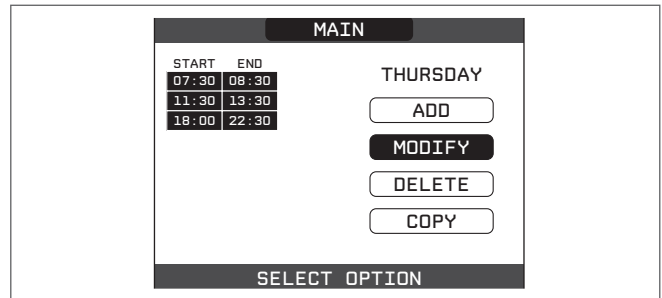 MAIN
START END
07:30 08:30
11:30 13:30
18:00 22:30
THURSDAY
ADD
MODIFY
DELETE
COPY
SELECT OPTION